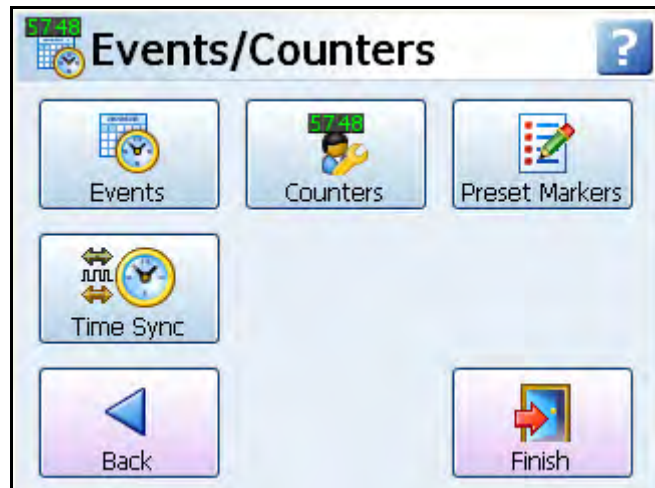 57:48
Events/Counters
?
57:48
Events
Counters
Preset Markers
Time Sync
Back
Finish